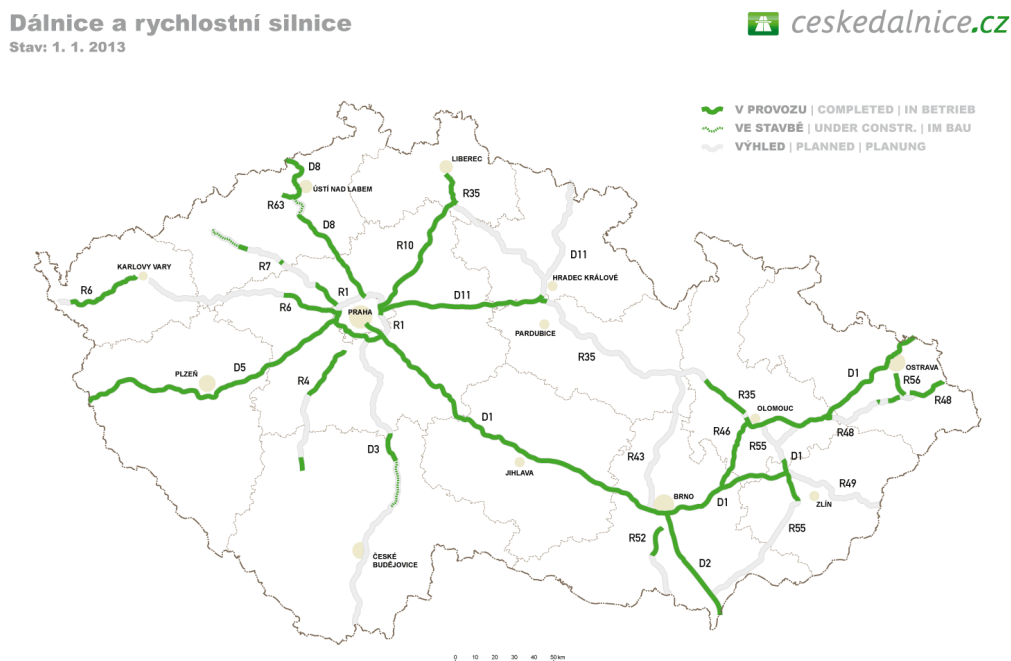 Dálnice a rychlostní silnice
Stav: 1. 1. 2013
ceskedalnice.cz
V PROVOZU | COMPLETED | IN BETRIEB
VE STAVBĚ | UNDER CONSTR. | IM BAU
VÝHLED | PLANNED | PLANUNG
LIBEREC
D8
ÚSTÍ NAD LABEM
R35
R63
D8
R10
D11
R7
KARLOVY VARY
HRADEC KRÁLOVÉ
R6
R1
D11
R6
PRAHA
R1
PARDUBICE
R35
D5
PLZEŇ
OSTRAVA
D1
R56
R4
R35
R48
OLOMOUC
D1
R46
R48
R55
D3
R43
D1
JIHLAVA
R49
BRNO
D1
ZLÍN
R55
R52
ČESKÉ
BUDĚJOVICE
D2
0 10 20 30 40 50 km